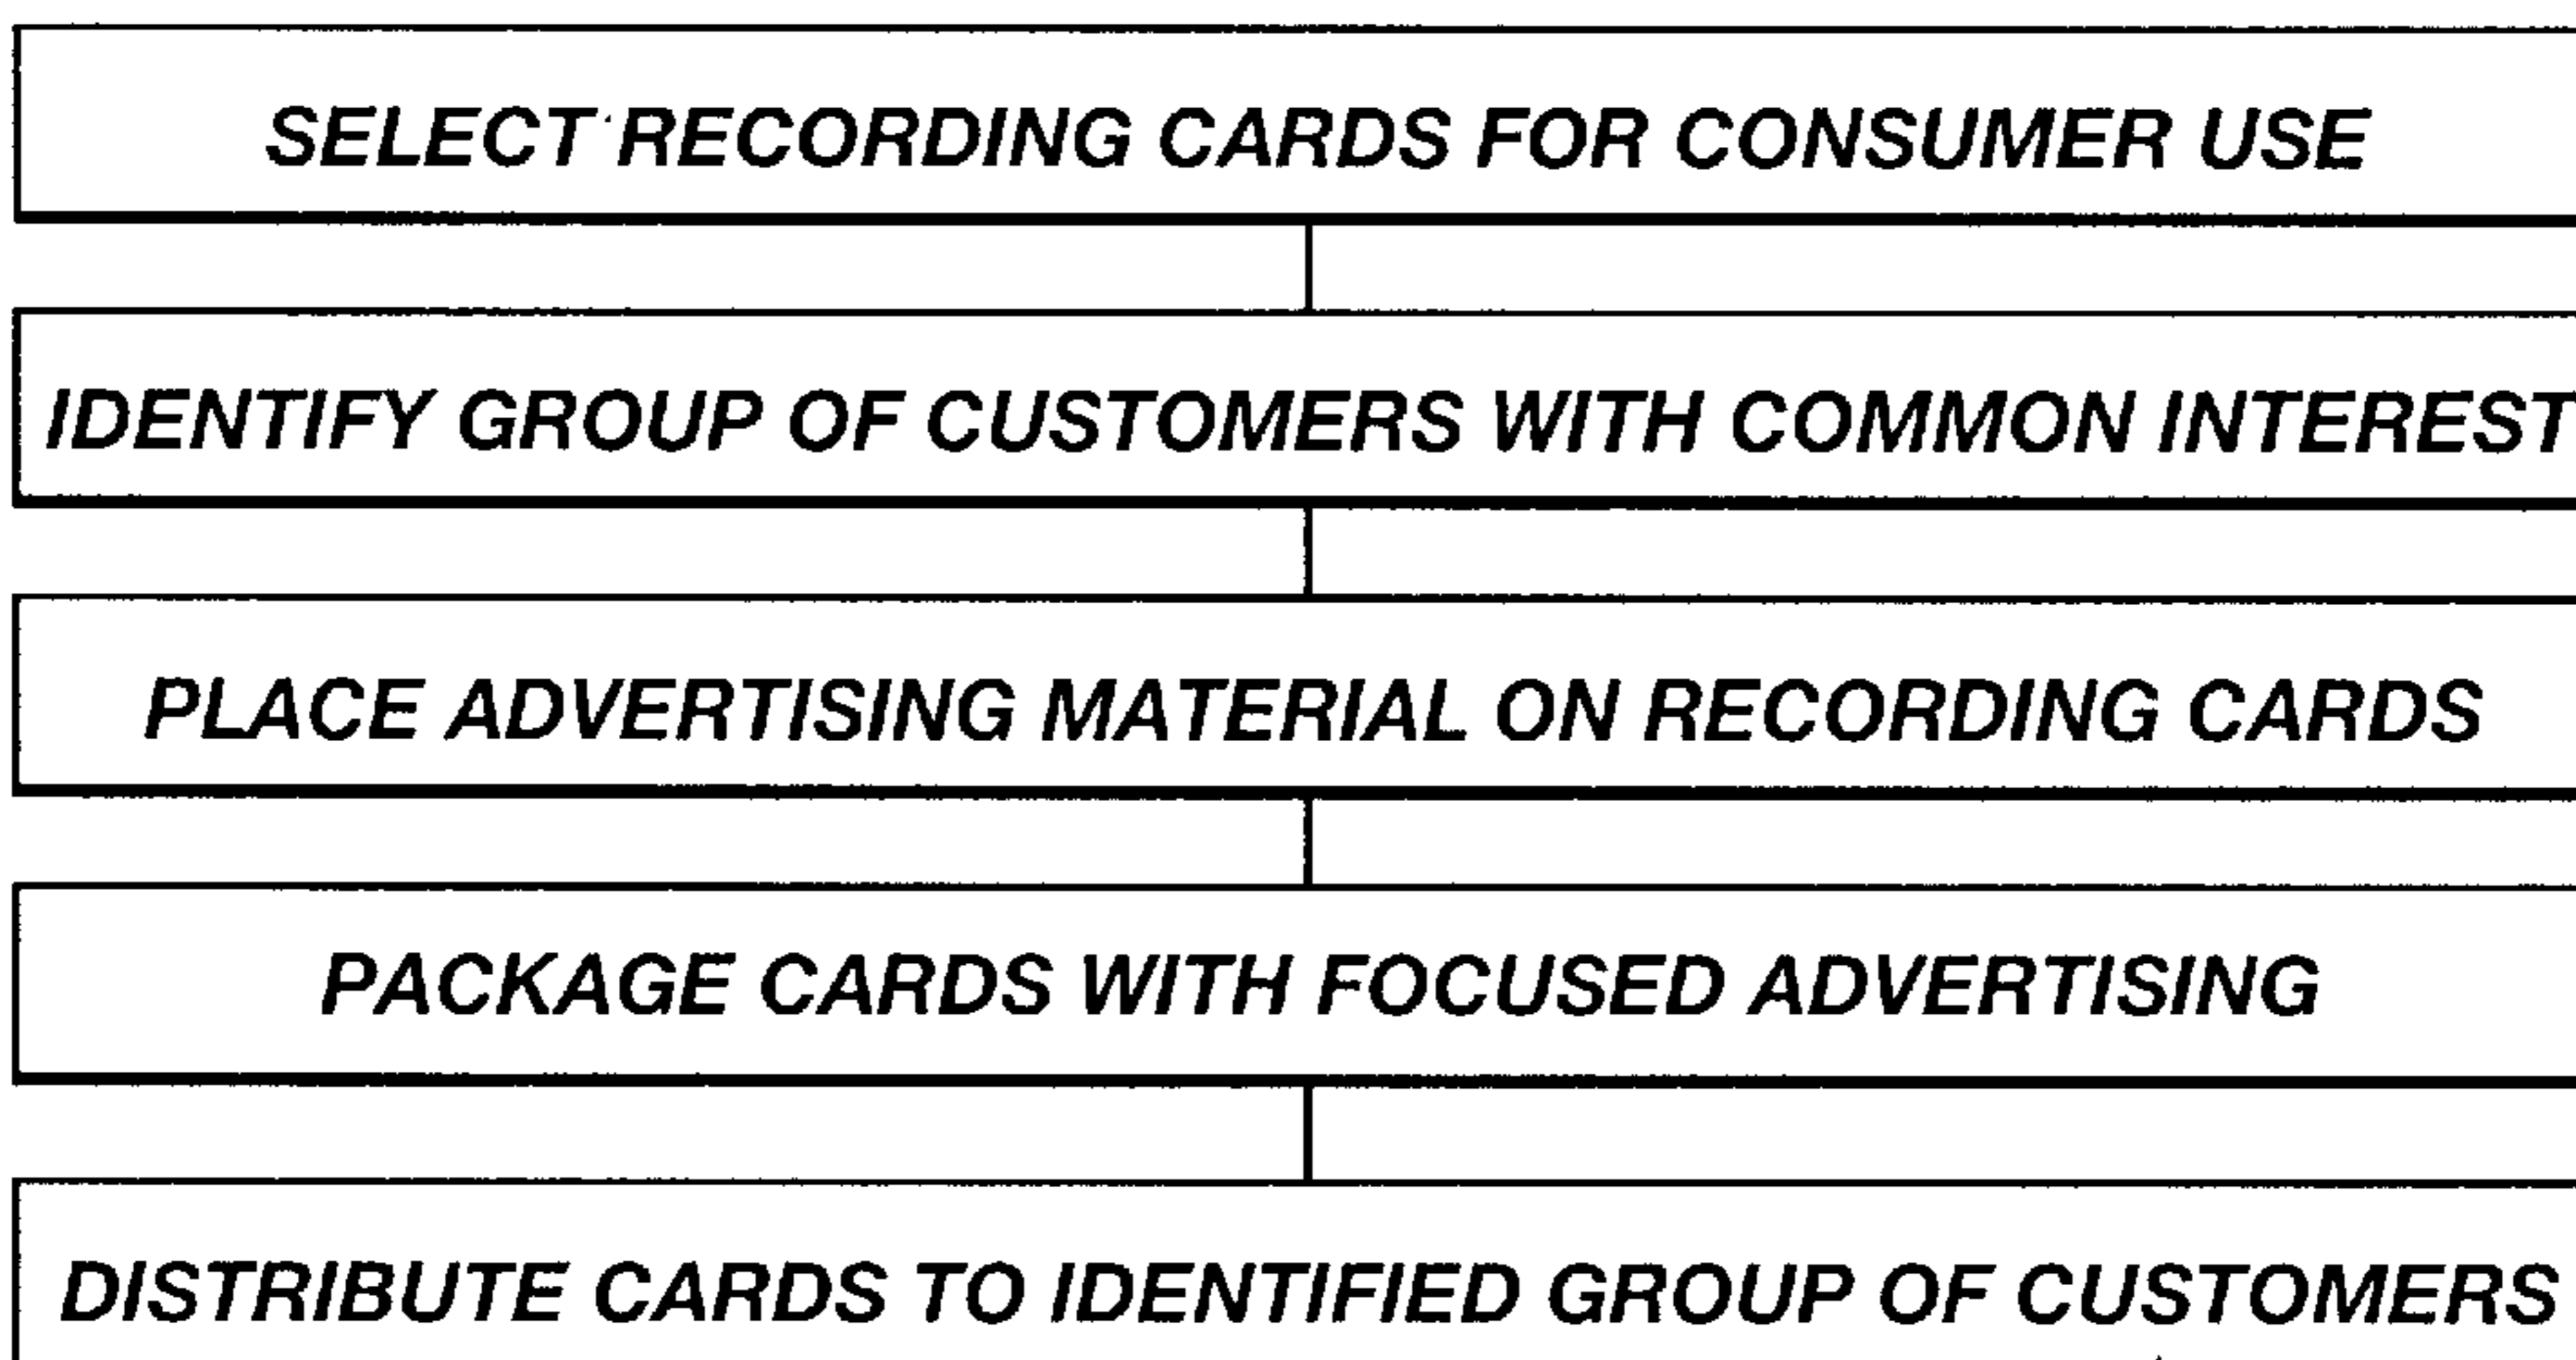 SELECT RECORDING CARDS FOR CONSUMER USE
IDENTIFY GROUP OF CUSTOMERS WITH COMMON INTEREST
PLACE ADVERTISING MATERIAL ON RECORDING CARDS
PACKAGE CARDS WITH FOCUSED ADVERTISING
DISTRIBUTE CARDS TO IDENTIFIED GROUP OF CUSTOMERS